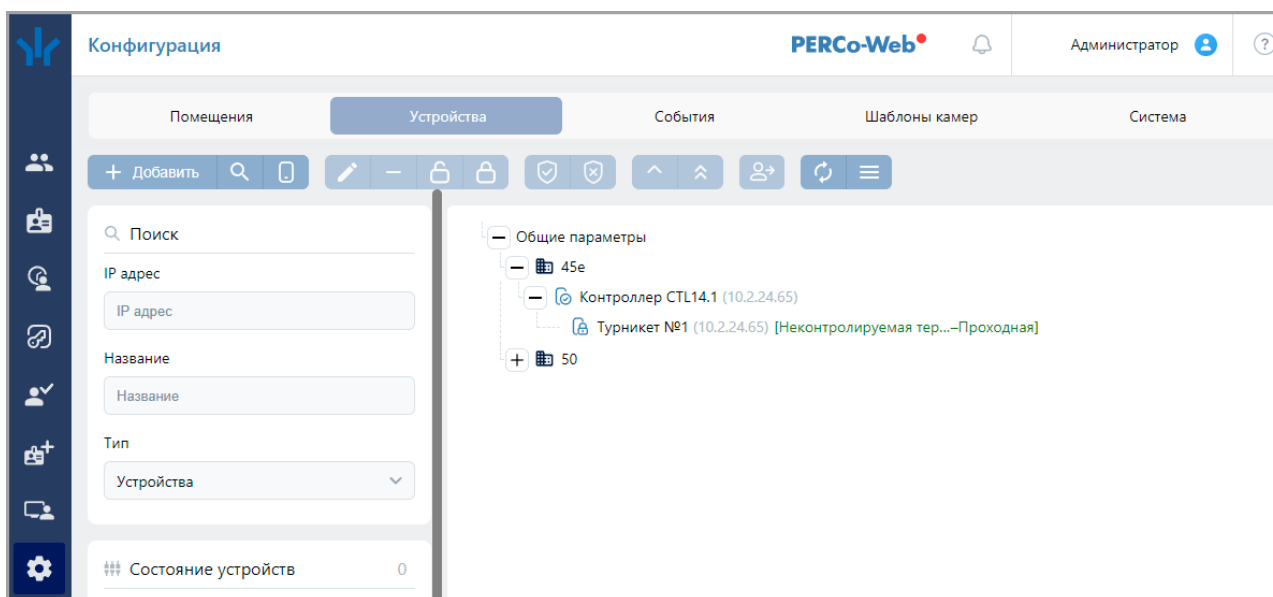 Конфигурация
PERCo-Web
Администратор
?
Помещения
Устройства
События
Шаблоны камер
Система
+ Добавить
Поиск
IP адрес
IP адрес
Название
Название
Тип
Устройства
Состояние устройств 0
Общие параметры
45е
Контроллер CTL14.1 (10.2.24.65)
Турникет №1 (10.2.24.65) [Неконтролируемая тер...–Проходная]
50